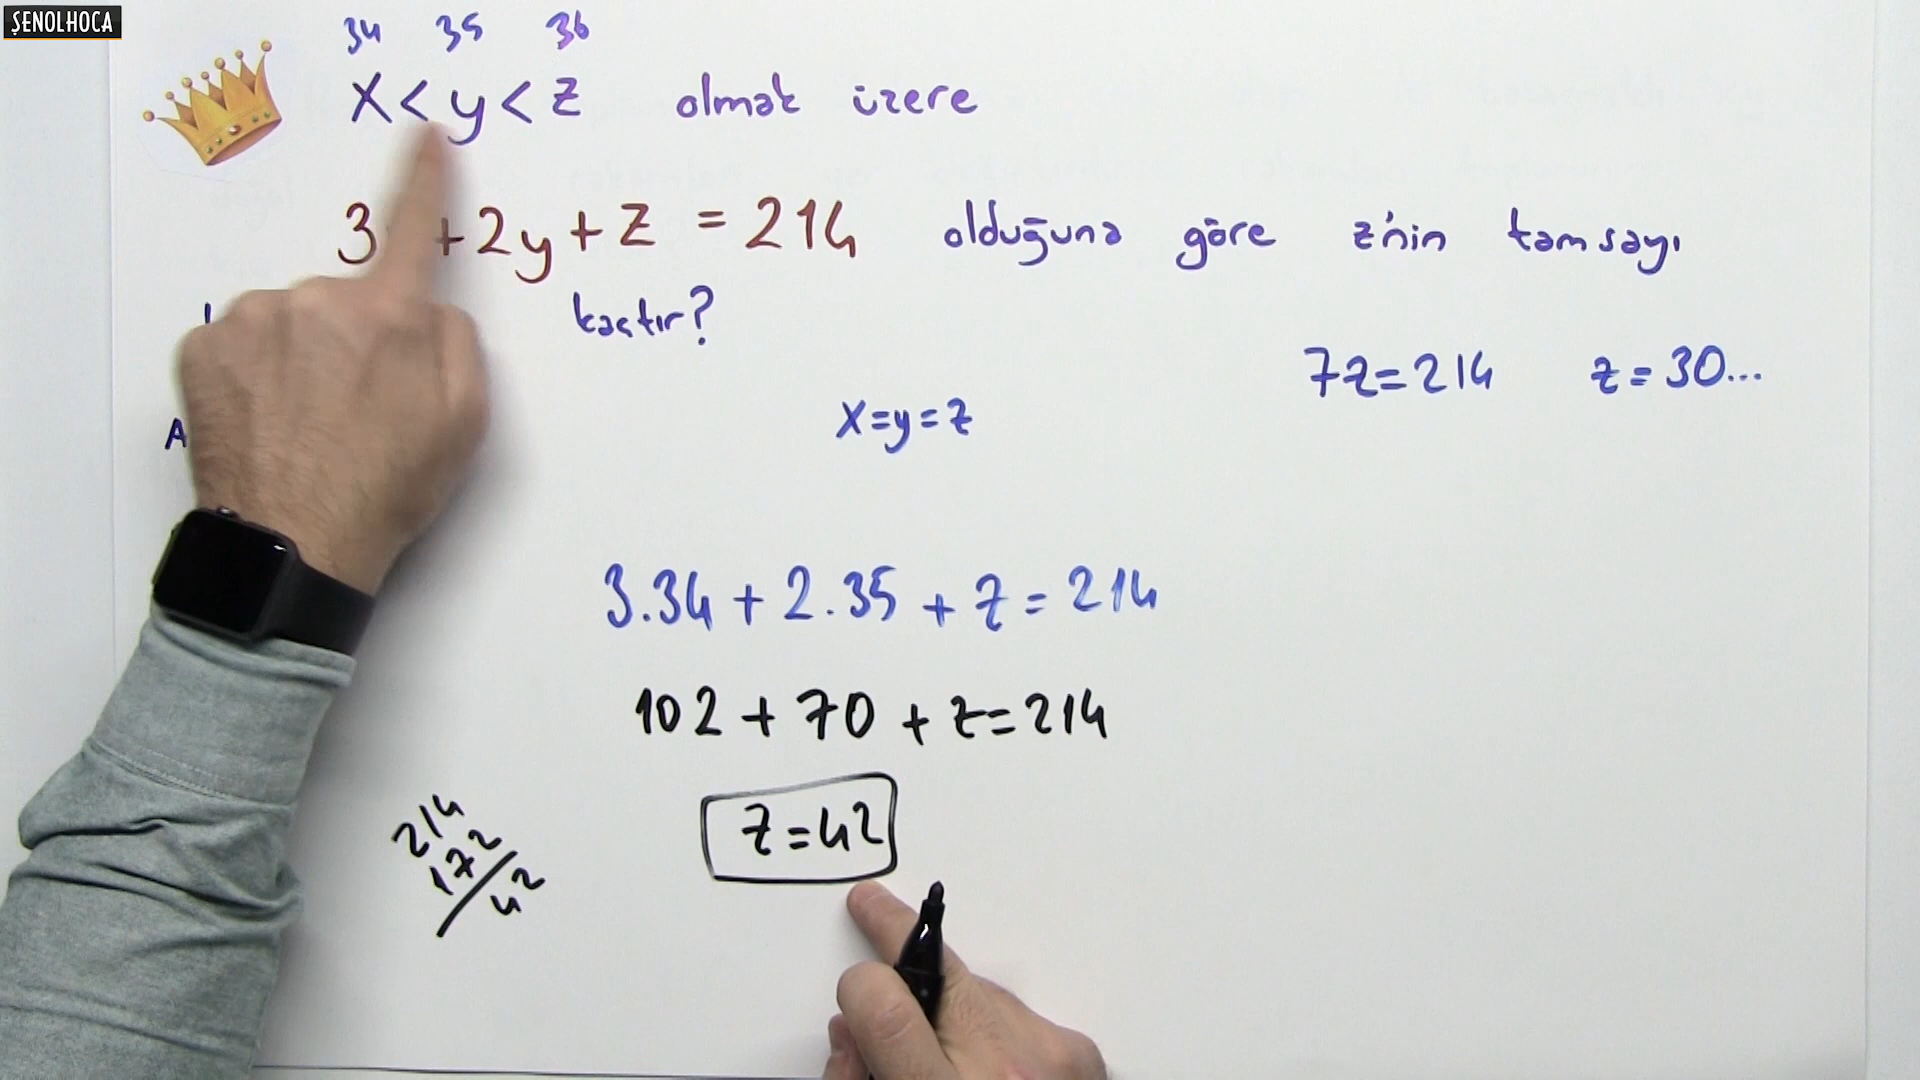 ŞENOLHOCA
34 35 36
x < y < z olmak üzere
3 + 2y + z = 214 olduğuna göre z'nin tamsayı
kaçtır?
7z = 214 z = 30...
x = y = z
A
3.34 + 2.35 + z = 214
102 + 70 + z = 214
z = 42
214
172
42